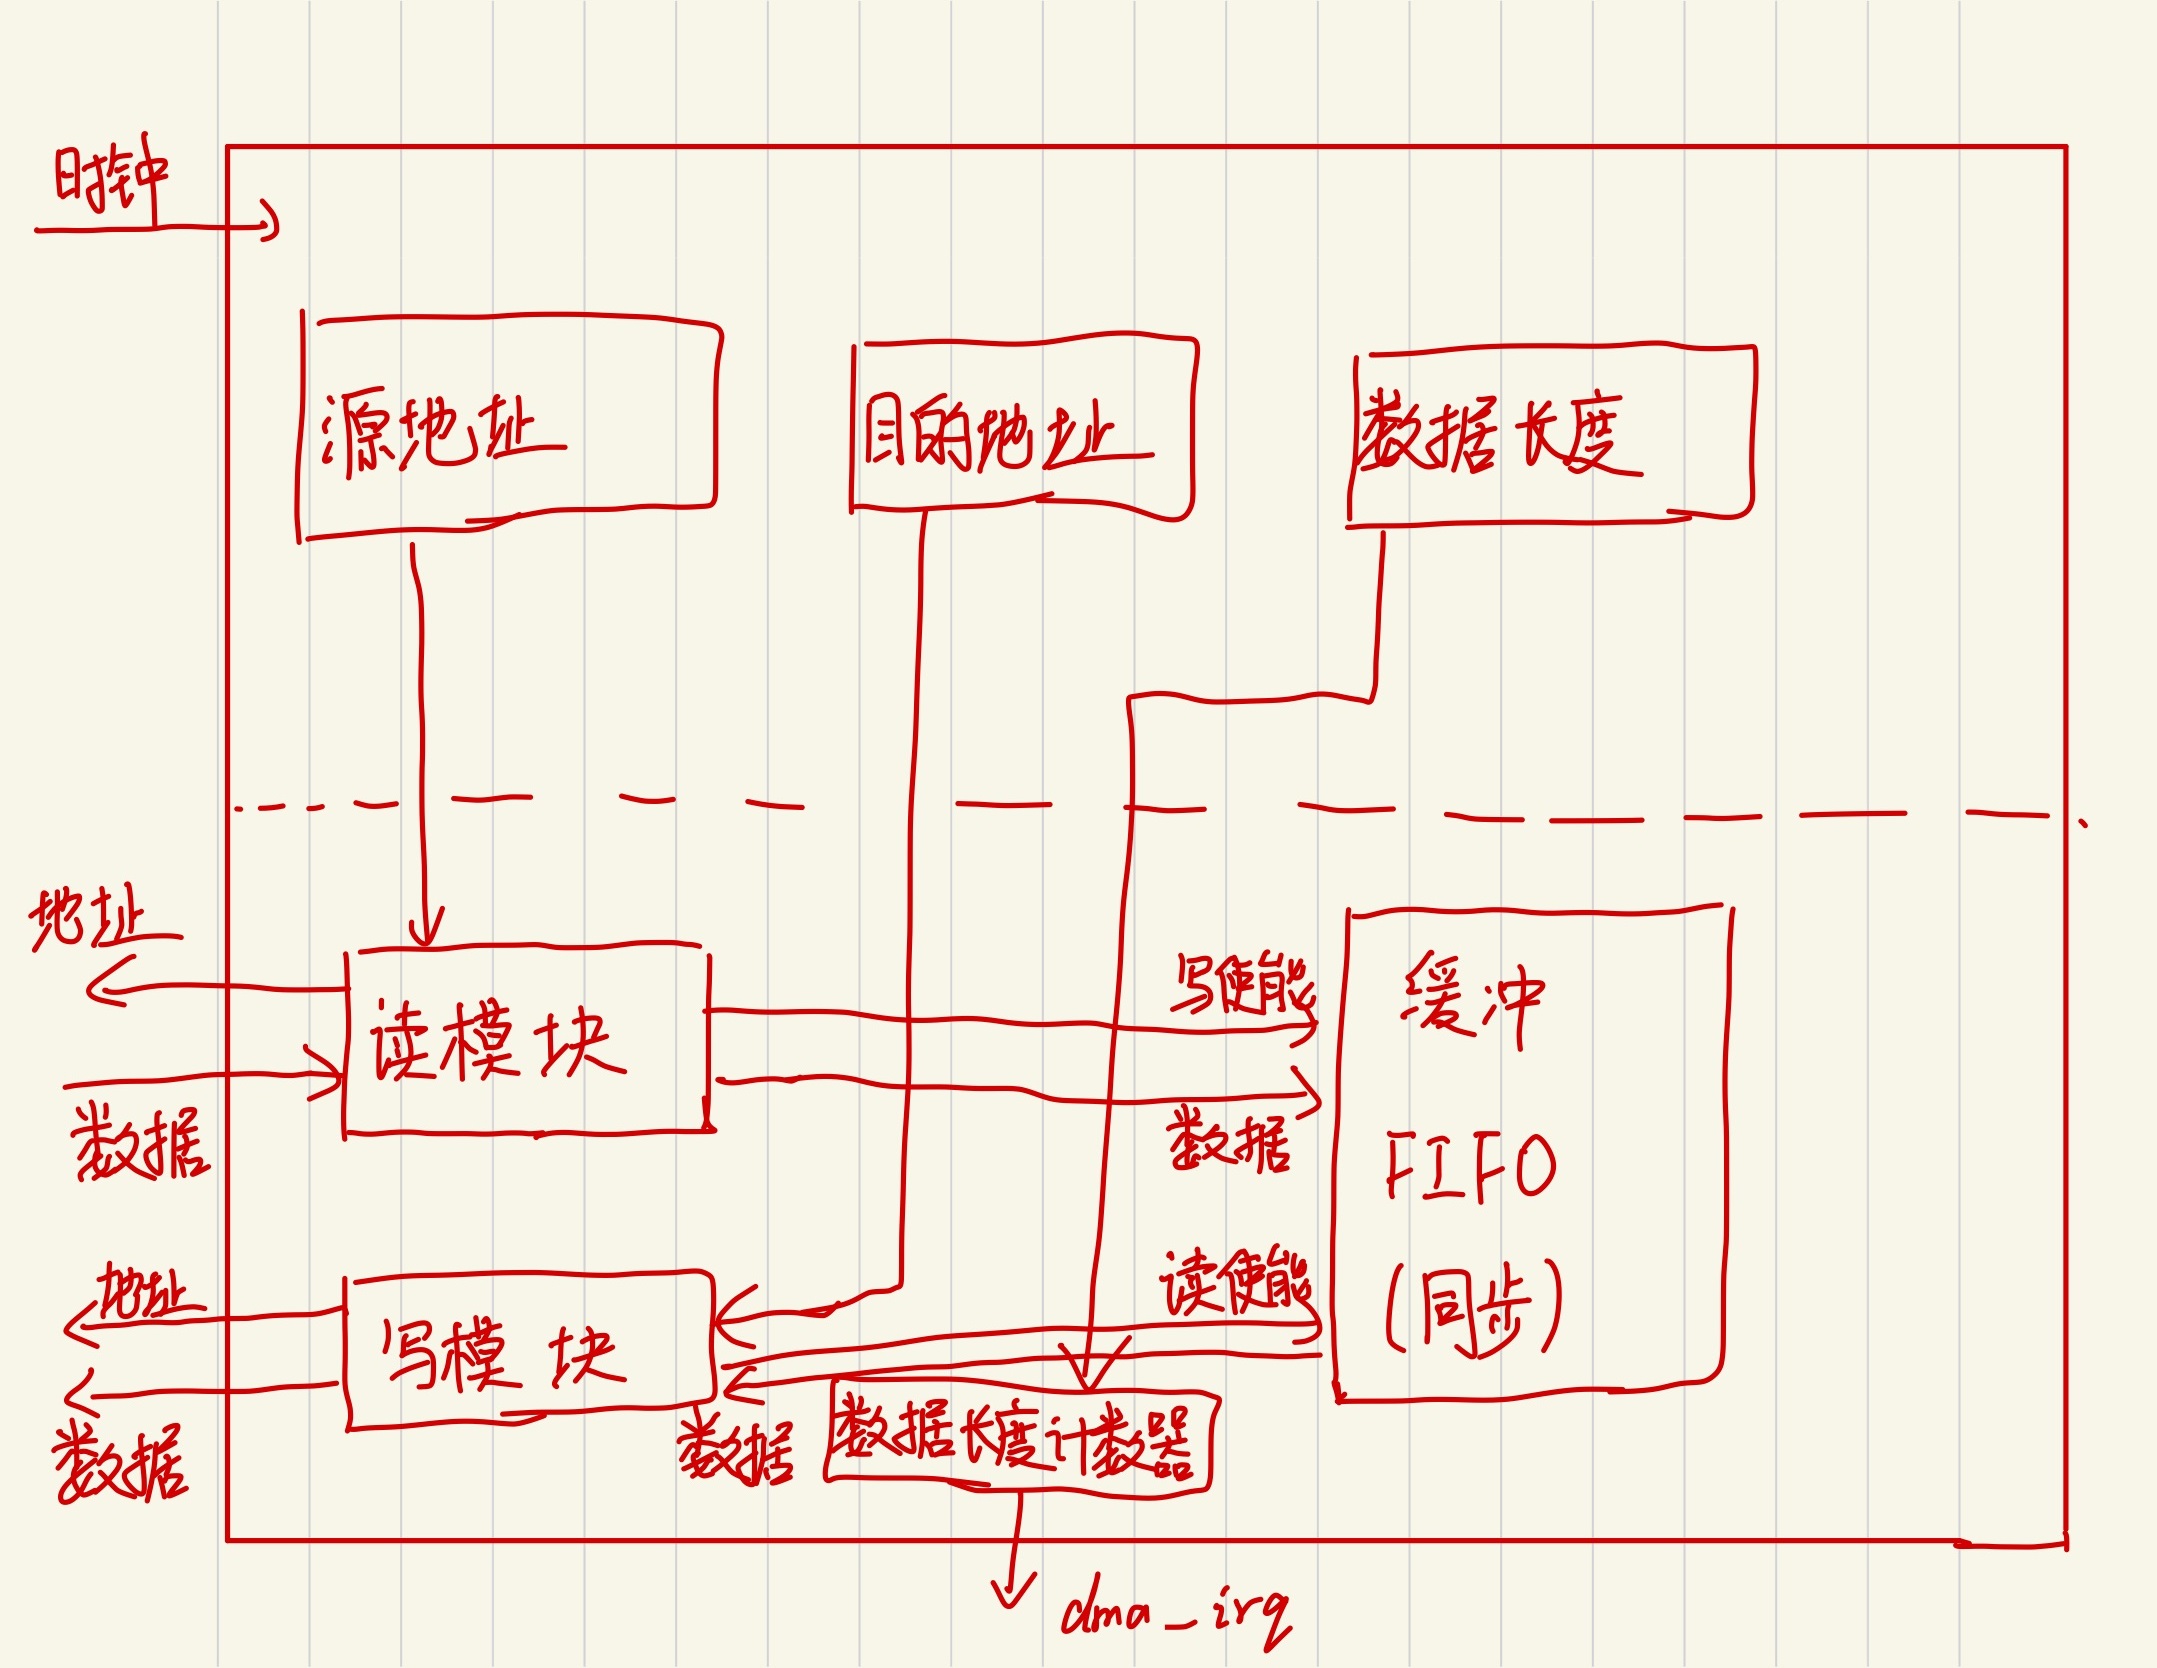 时钟
源地址
目的地址
数据长度
地址
读模块
写使能
缓冲
数据
数据
FIFO
地址
读使能
(同步)
写模块
数据
数据
数据长度计数器
dma_irq